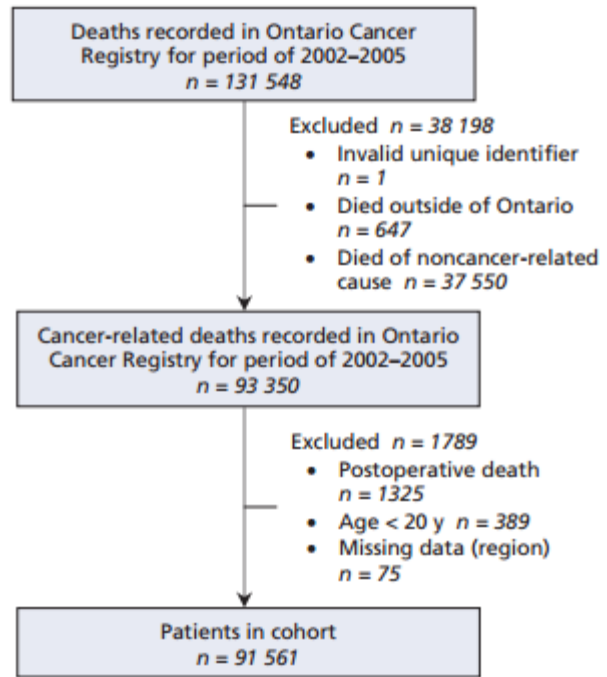 Deaths recorded in Ontario Cancer
Registry for period of 2002–2005
n = 131 548
Excluded n = 38 198
• Invalid unique identifier
n = 1
• Died outside of Ontario
n = 647
• Died of noncancer-related
cause n = 37 550
Cancer-related deaths recorded in Ontario
Cancer Registry for period of 2002–2005
n = 93 350
Excluded n = 1789
• Postoperative death
n = 1325
• Age < 20 y n = 389
• Missing data (region)
n = 75
Patients in cohort
n = 91 561